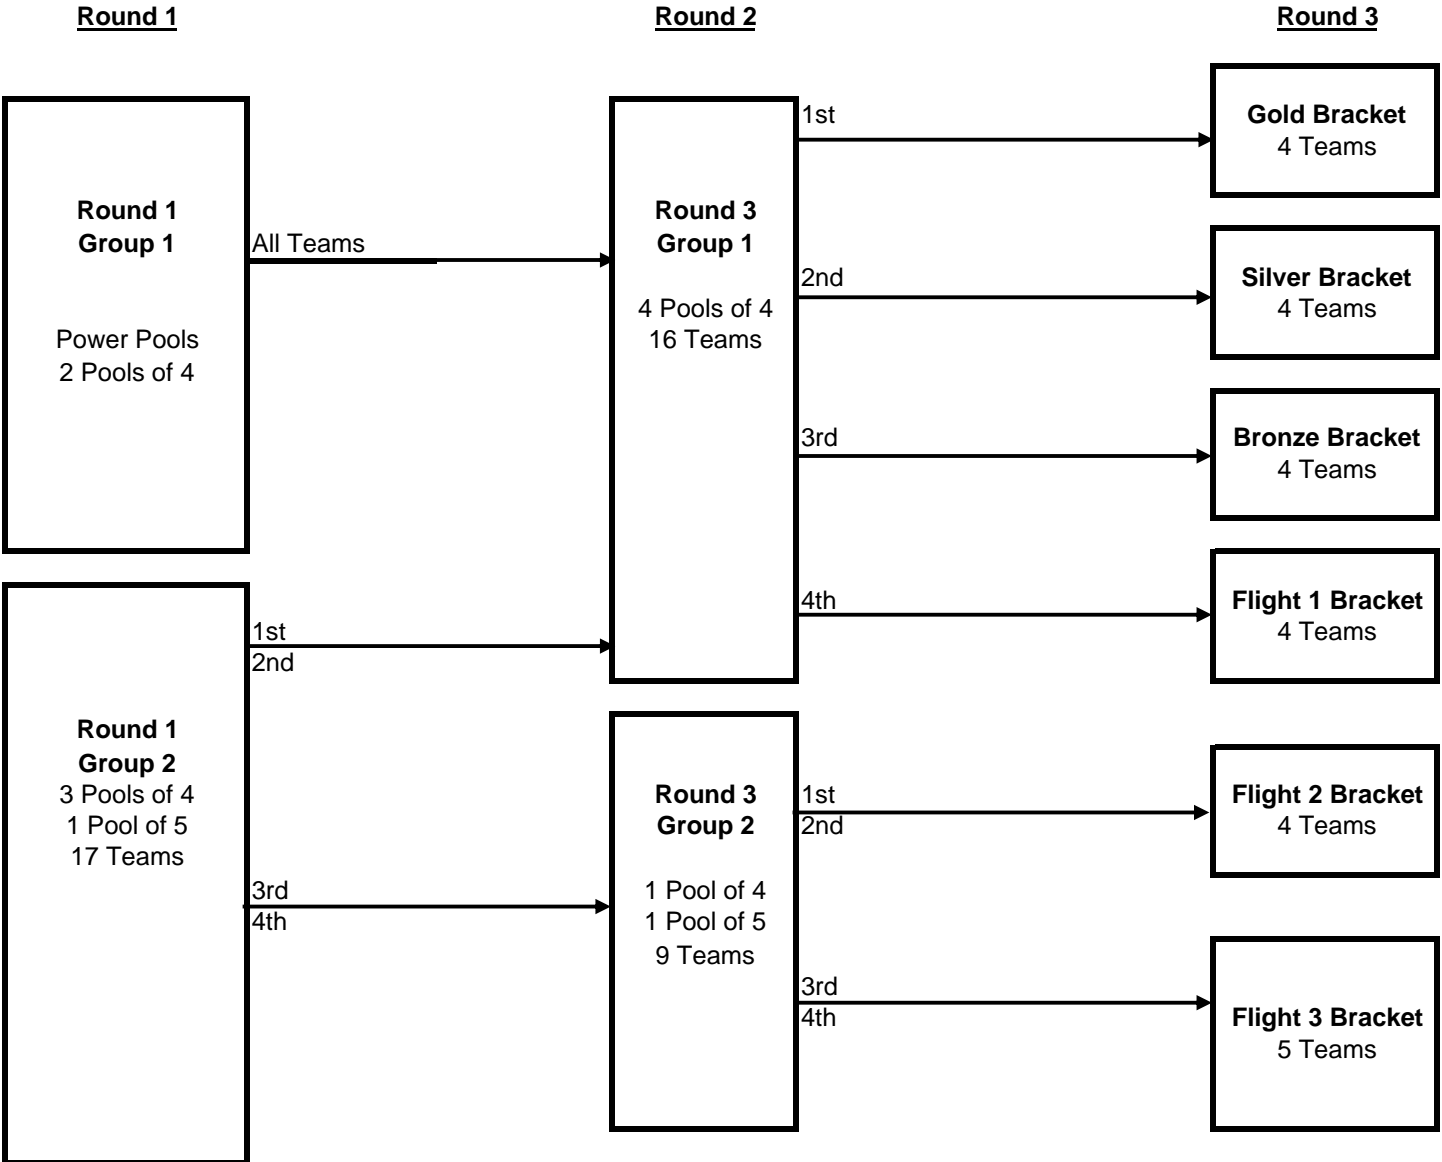 Round 1
Round 2
Round 3
Round 1
Group 1
Power Pools
2 Pools of 4
All Teams
Round 1
Group 2
3 Pools of 4
1 Pool of 5
17 Teams
1st
2nd
3rd
4th
Round 3
Group 1
4 Pools of 4
16 Teams
1st
2nd
3rd
4th
Round 3
Group 2
1 Pool of 4
1 Pool of 5
9 Teams
1st
2nd
3rd
4th
Gold Bracket
4 Teams
Silver Bracket
4 Teams
Bronze Bracket
4 Teams
Flight 1 Bracket
4 Teams
Flight 2 Bracket
4 Teams
Flight 3 Bracket
5 Teams